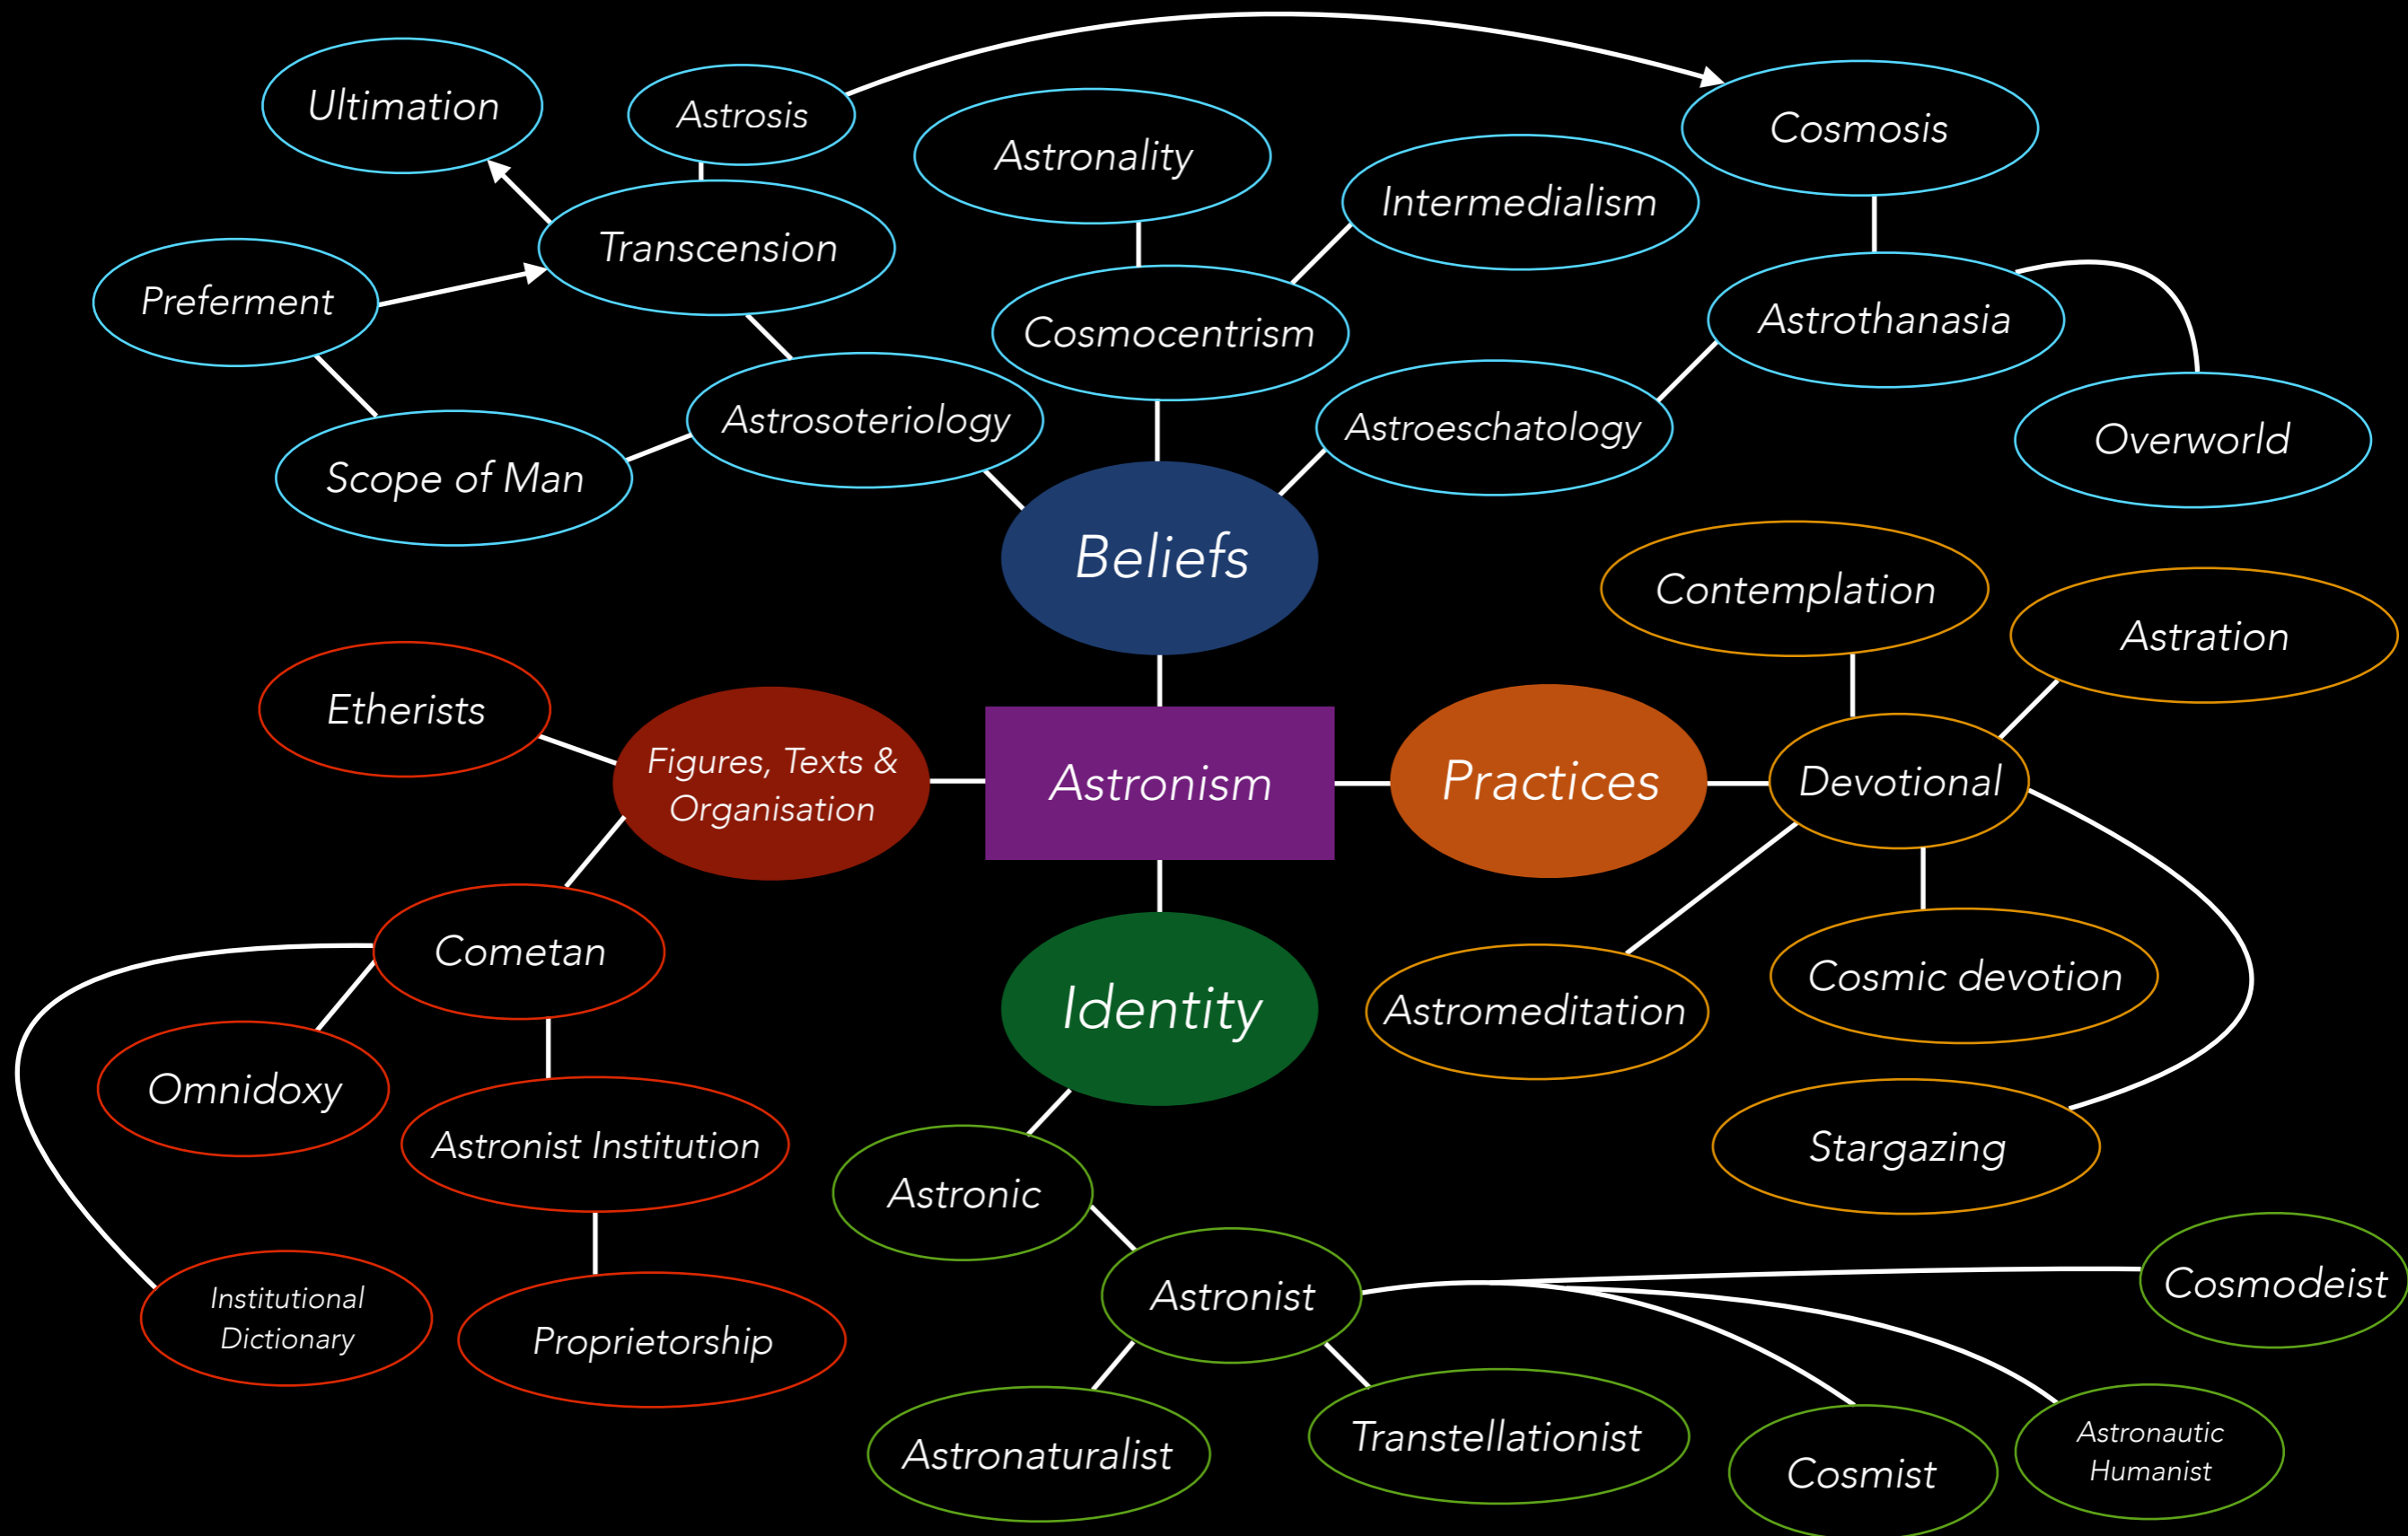 Ultimation
Astrosis
Cosmosis
Astronality
Intermedialism
Transcension
Preferment
Astrothanasia
Cosmocentrism
Astrosoteriology
Astroeschatology
Overworld
Scope of Man
Beliefs
Contemplation
Astration
Etherists
Figures, Texts &
Organisation
Astronism
Practices
Devotional
Cometan
Cosmic devotion
Identity
Astromeditation
Omnidoxy
Astronist Institution
Stargazing
Astronic
Institutional
Dictionary
Proprietorship
Astronist
Cosmodeist
Astronaturalist
Transtellationist
Cosmist
Astronautic
Humanist